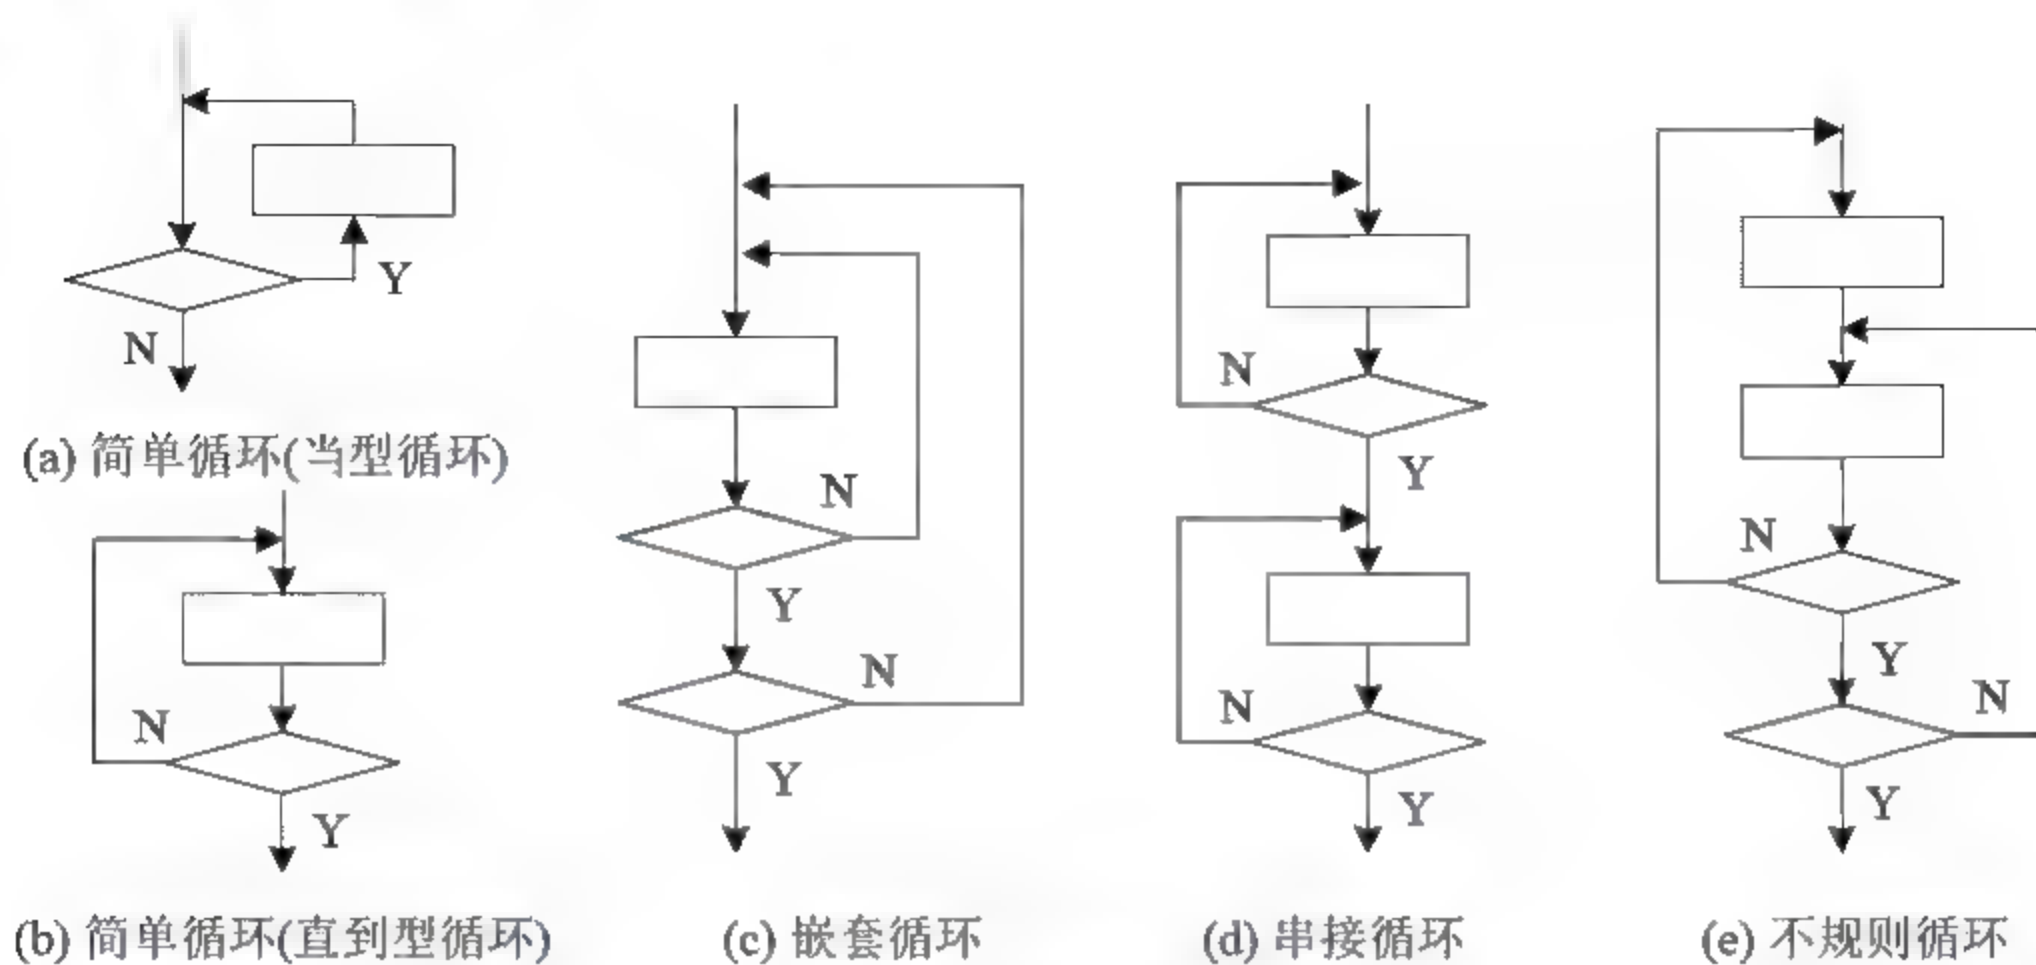 Y
N
(a) 简单循环(当型循环)
N
Y
(b) 简单循环(直到型循环)
N
Y
N
Y
(c) 嵌套循环
N
Y
N
Y
(d) 串接循环
N
Y
N
Y
(e) 不规则循环